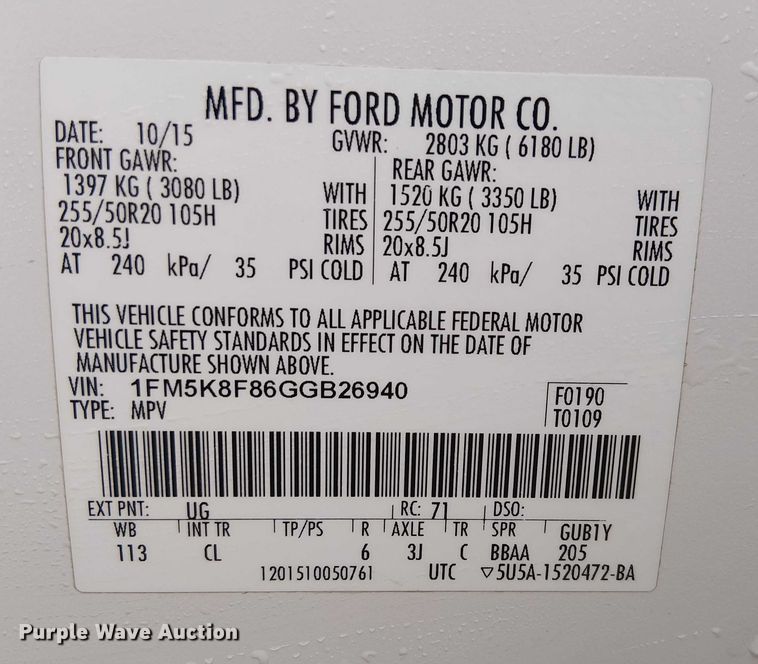 MFD. BY FORD MOTOR CO.
DATE: 10/15 GVWR: 2803 KG ( 6180 LB)
FRONT GAWR: REAR GAWR:
1397 KG ( 3080 LB) WITH 1520 KG ( 3350 LB) WITH
255/50R20 105H TIRES 255/50R20 105H TIRES
20x8.5J RIMS 20x8.5J RIMS
AT 240 kPa/ 35 PSI COLD AT 240 kPa/ 35 PSI COLD
THIS VEHICLE CONFORMS TO ALL APPLICABLE FEDERAL MOTOR
VEHICLE SAFETY STANDARDS IN EFFECT ON THE DATE OF
MANUFACTURE SHOWN ABOVE.
VIN: 1FM5K8F86GGB26940 F0190
TYPE: MPV T0109
EXT PNT: UG RC: 71 DSO:
WB INT TR TP/PS R AXLE TR SPR GUB1Y
113 CL 6 3J C BBAA 205
1201510050761 UTC ▽5U5A-1520472-BA
Purple Wave Auction